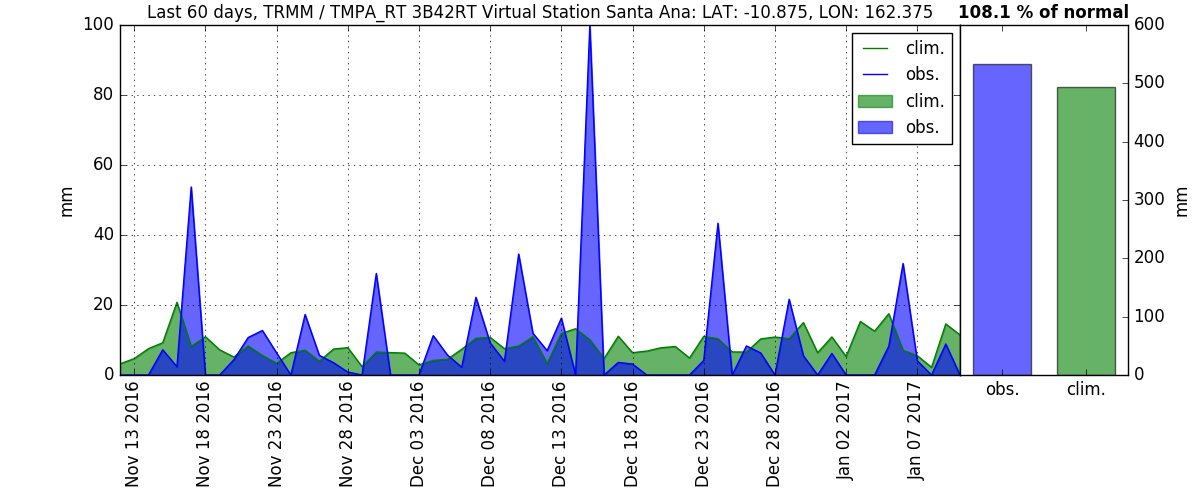 Last 60 days, TRMM / TMPA_RT 3B42RT Virtual Station Santa Ana: LAT: -10.875, LON: 162.375
108.1 % of normal
100
80
60
40
20
0
mm
clim.
obs.
clim.
obs.
600
500
400
300
200
100
0
mm
Nov 13 2016
Nov 18 2016
Nov 23 2016
Nov 28 2016
Dec 03 2016
Dec 08 2016
Dec 13 2016
Dec 18 2016
Dec 23 2016
Dec 28 2016
Jan 02 2017
Jan 07 2017
obs.
clim.